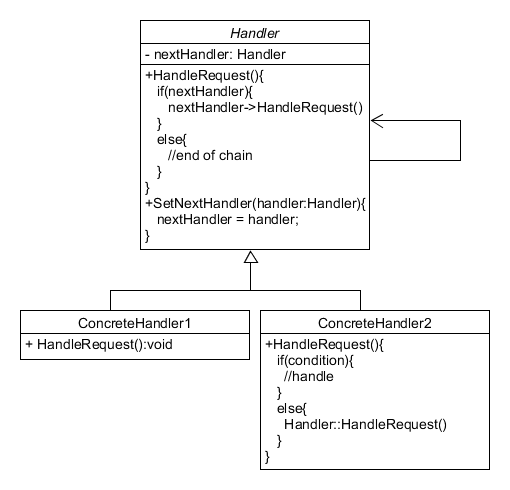 Handler
- nextHandler: Handler
+HandleRequest(){
if(nextHandler){
nextHandler->HandleRequest()
}
else{
//end of chain
}
}
+SetNextHandler(handler:Handler){
nextHandler = handler;
}
ConcreteHandler1
+ HandleRequest():void
ConcreteHandler2
+HandleRequest(){
if(condition){
//handle
}
else{
Handler::HandleRequest()
}
}